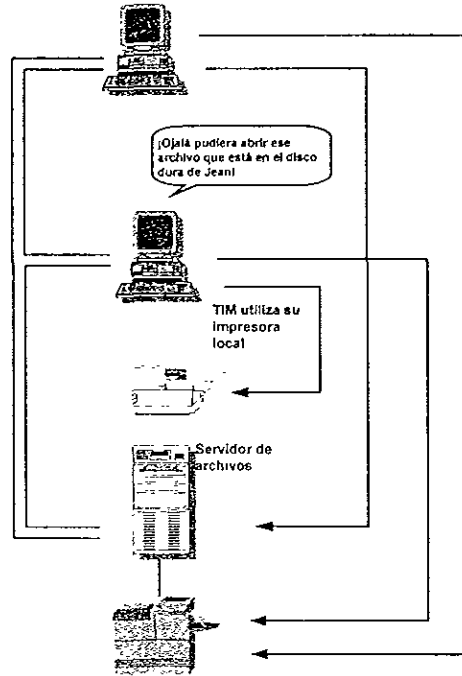 ¡Ojalá pudiera abrir ese
archivo que está en el disco
dura de Jean!
TIM utiliza su
impresora
local
Servidor de
archivos